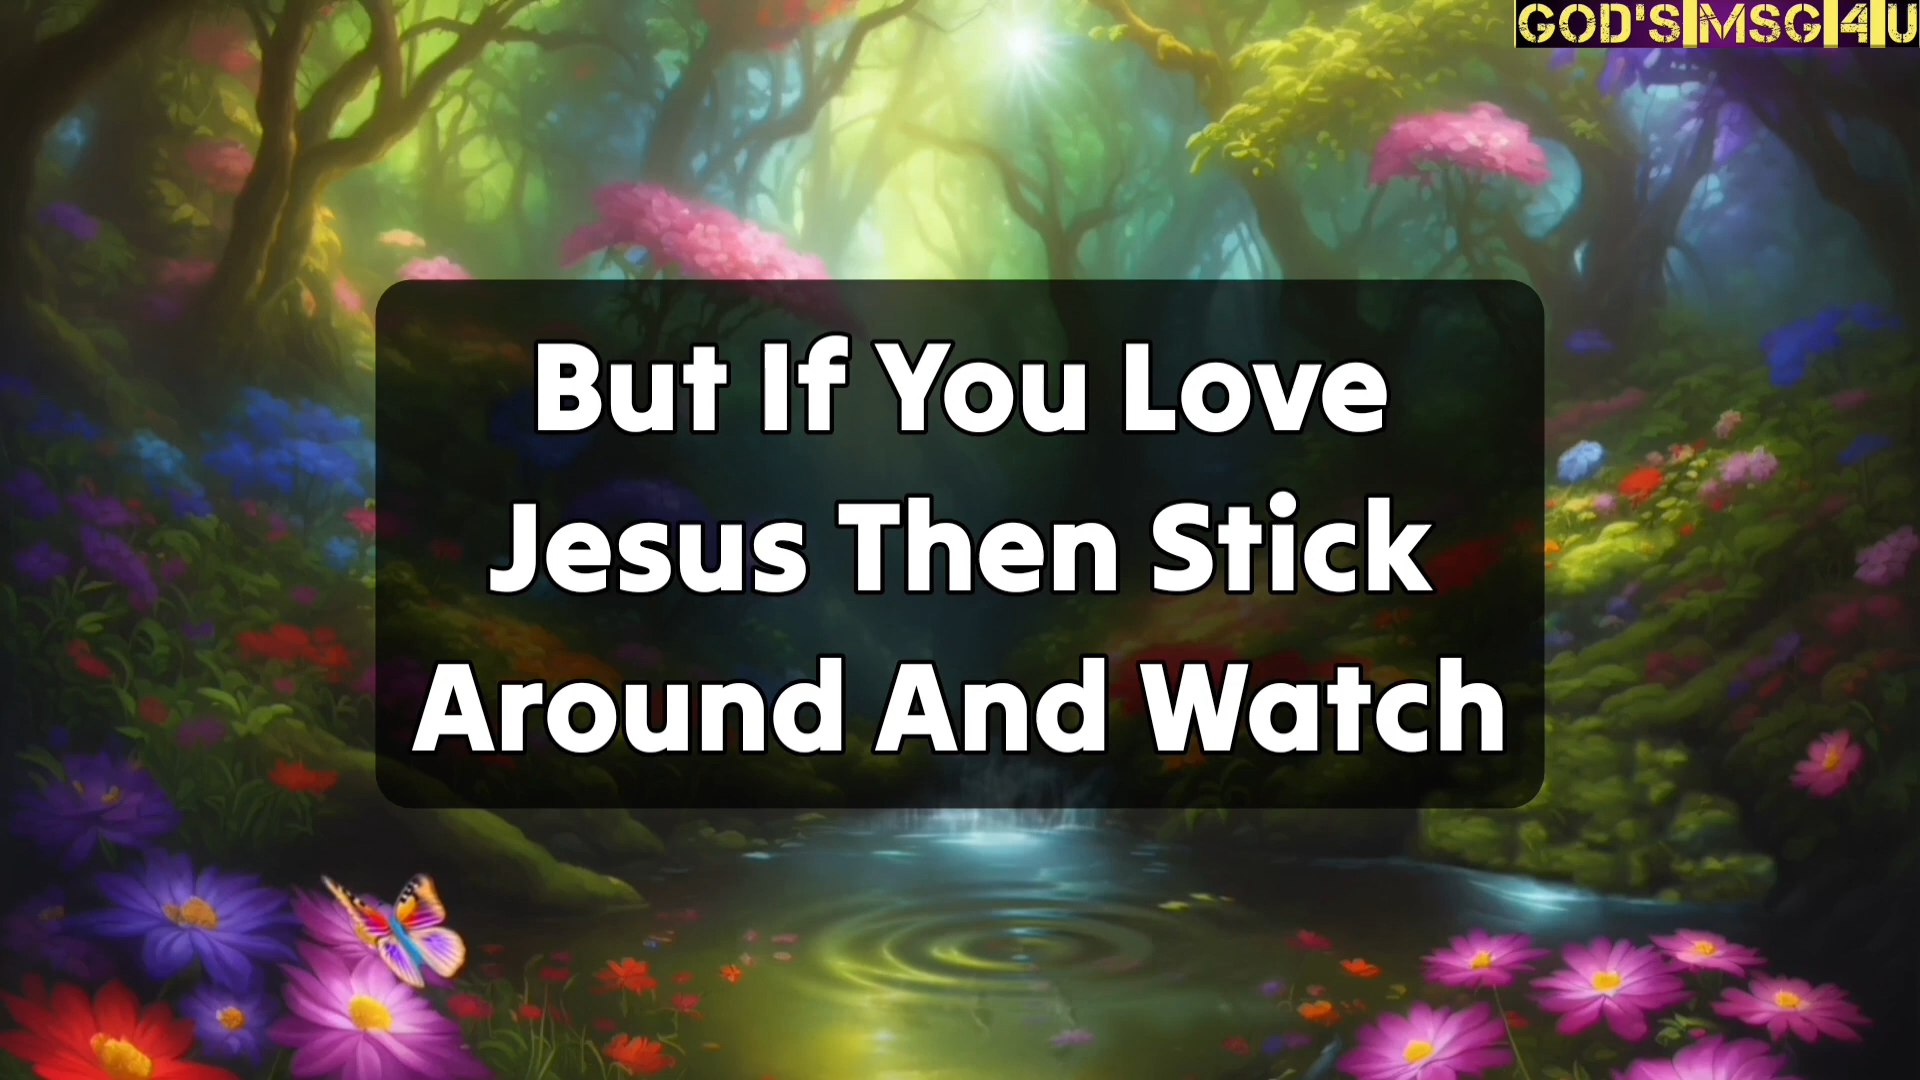 GOD'S MSG 4 U
But If You Love
Jesus Then Stick
Around And Watch